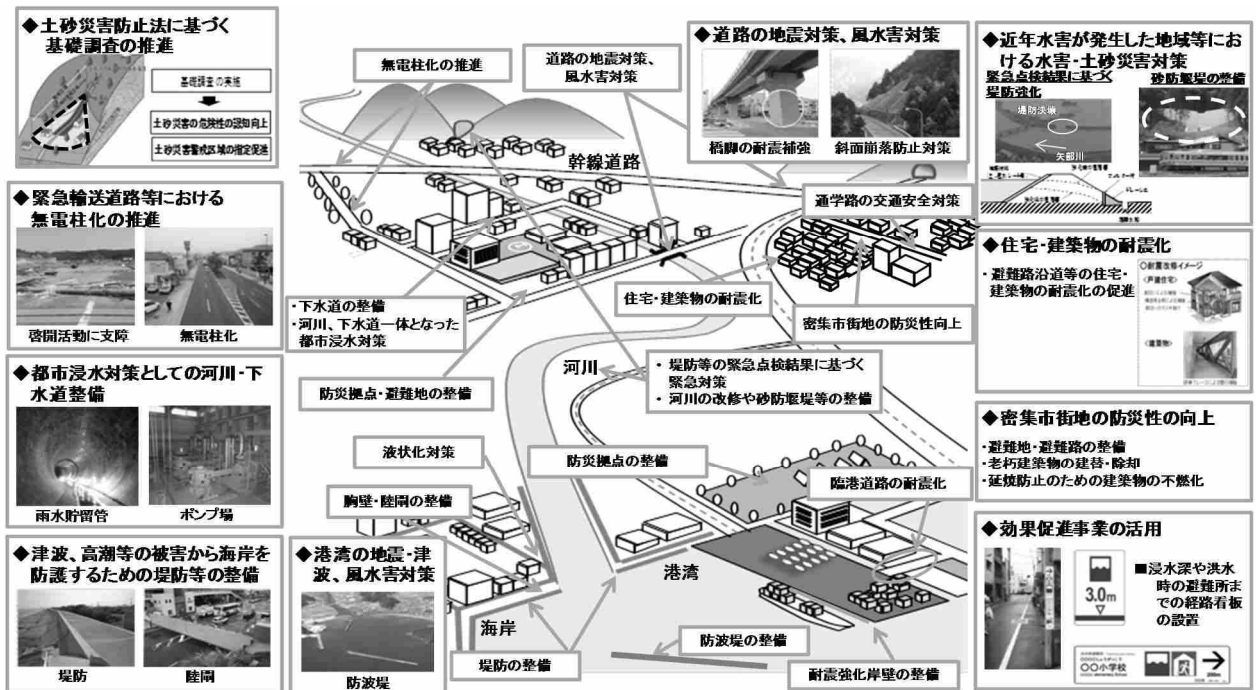 ◆土砂災害防止法に基づく
基礎調査の推進
基礎調査の実施
土砂災害の危険性の認知向上
土砂災害警戒区域の指定促進
◆緊急輸送道路等における
無電柱化の推進
啓開活動に支障
無電柱化
◆都市浸水対策としての河川・下
水道整備
雨水貯留管
ポンプ場
◆津波、高潮等の被害から海岸を
防護するための堤防等の整備
堤防
陸閘
◆港湾の地震・津
波、風水害対策
防波堤
無電柱化の推進
道路の地震対策、
風水害対策
幹線道路
・下水道の整備
・河川、下水道一体となった
都市浸水対策
防災拠点・避難地の整備
住宅・建築物の耐震化
通学路の交通安全対策
密集市街地の防災性向上
河川
・ 堤防等の緊急点検結果に基づく
緊急対策
・ 河川の改修や砂防堰堤等の整備
液状化対策
胸壁・陸閘の整備
防災拠点の整備
臨港道路の耐震化
港湾
海岸
堤防の整備
防波堤の整備
耐震強化岸壁の整備
◆道路の地震対策、風水害対策
橋脚の耐震補強
斜面崩落防止対策
◆近年水害が発生した地域等にお
ける水害・土砂災害対策
緊急点検結果に基づく
堤防強化
砂防堰堤の整備
堤防決壊
矢部川
◆住宅・建築物の耐震化
・避難路沿道等の住宅・
建築物の耐震化の促進
○耐震改修イメージ
<戸建住宅>
<建築物>
◆密集市街地の防災性の向上
・避難地・避難路の整備
・老朽建築物の建替・除却
・延焼防止のための建築物の不燃化
◆効果促進事業の活用
3.0m
■浸水深や洪水
時の避難所ま
での経路看板
の設置
○○小学校